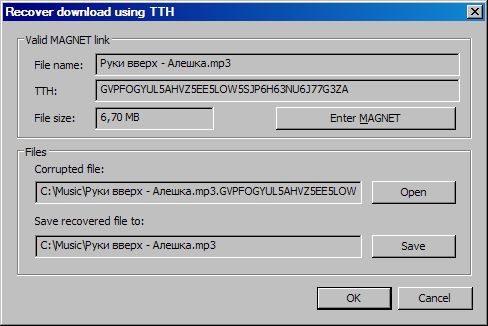 Recover download using TTH
Valid MAGNET link
File name: Руки вверх - Алешка.mp3
TTH: GVPFOGYUL5AHVZ5EE5LOW5SJP6H63NU6J77G3ZA
File size: 6,70 MB Enter MAGNET
Files
Corrupted file:
C:\Music\Руки вверх - Алешка.mp3.GVPFOGYUL5AHVZ5EE5LOW Open
Save recovered file to:
C:\Music\Руки вверх - Алешка.mp3 Save
OK Cancel